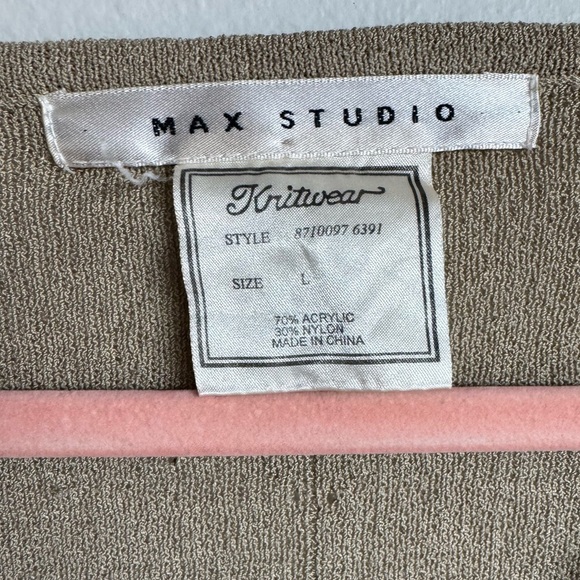 MAX STUDIO
Knitwear
STYLE 8710097 6391
SIZE L
70% ACRYLIC
30% NYLON
MADE IN CHINA